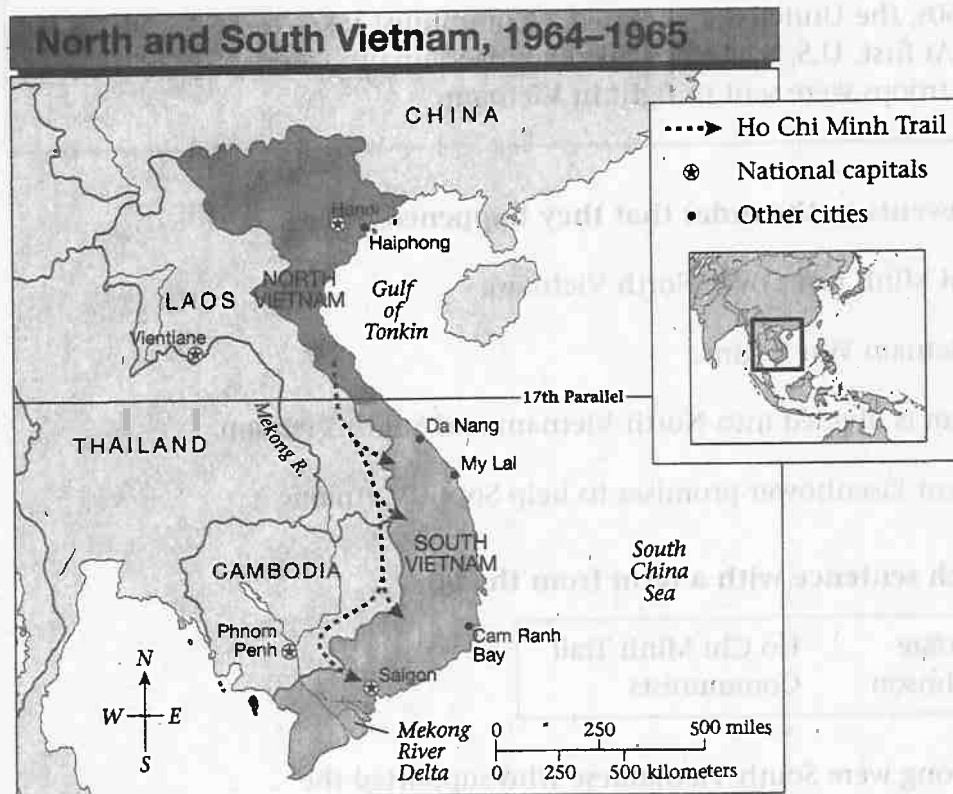 North and South Vietnam, 1964–1965
CHINA
Ho Chi Minh Trail
National capitals
Other cities
Hanoi
Haiphong
NORTH
VIETNAM
LAOS
Gulf
of
Tonkin
Vientiane
17th Parallel
THAILAND
Mekong R.
Da Nang
My Lai
SOUTH
VIETNAM
CAMBODIA
South
China
Sea
Phnom
Penh
Cam Ranh
Bay
Saigon
N
W E
S
Mekong
River
Delta
0 250 500 miles
0 250 500 kilometers